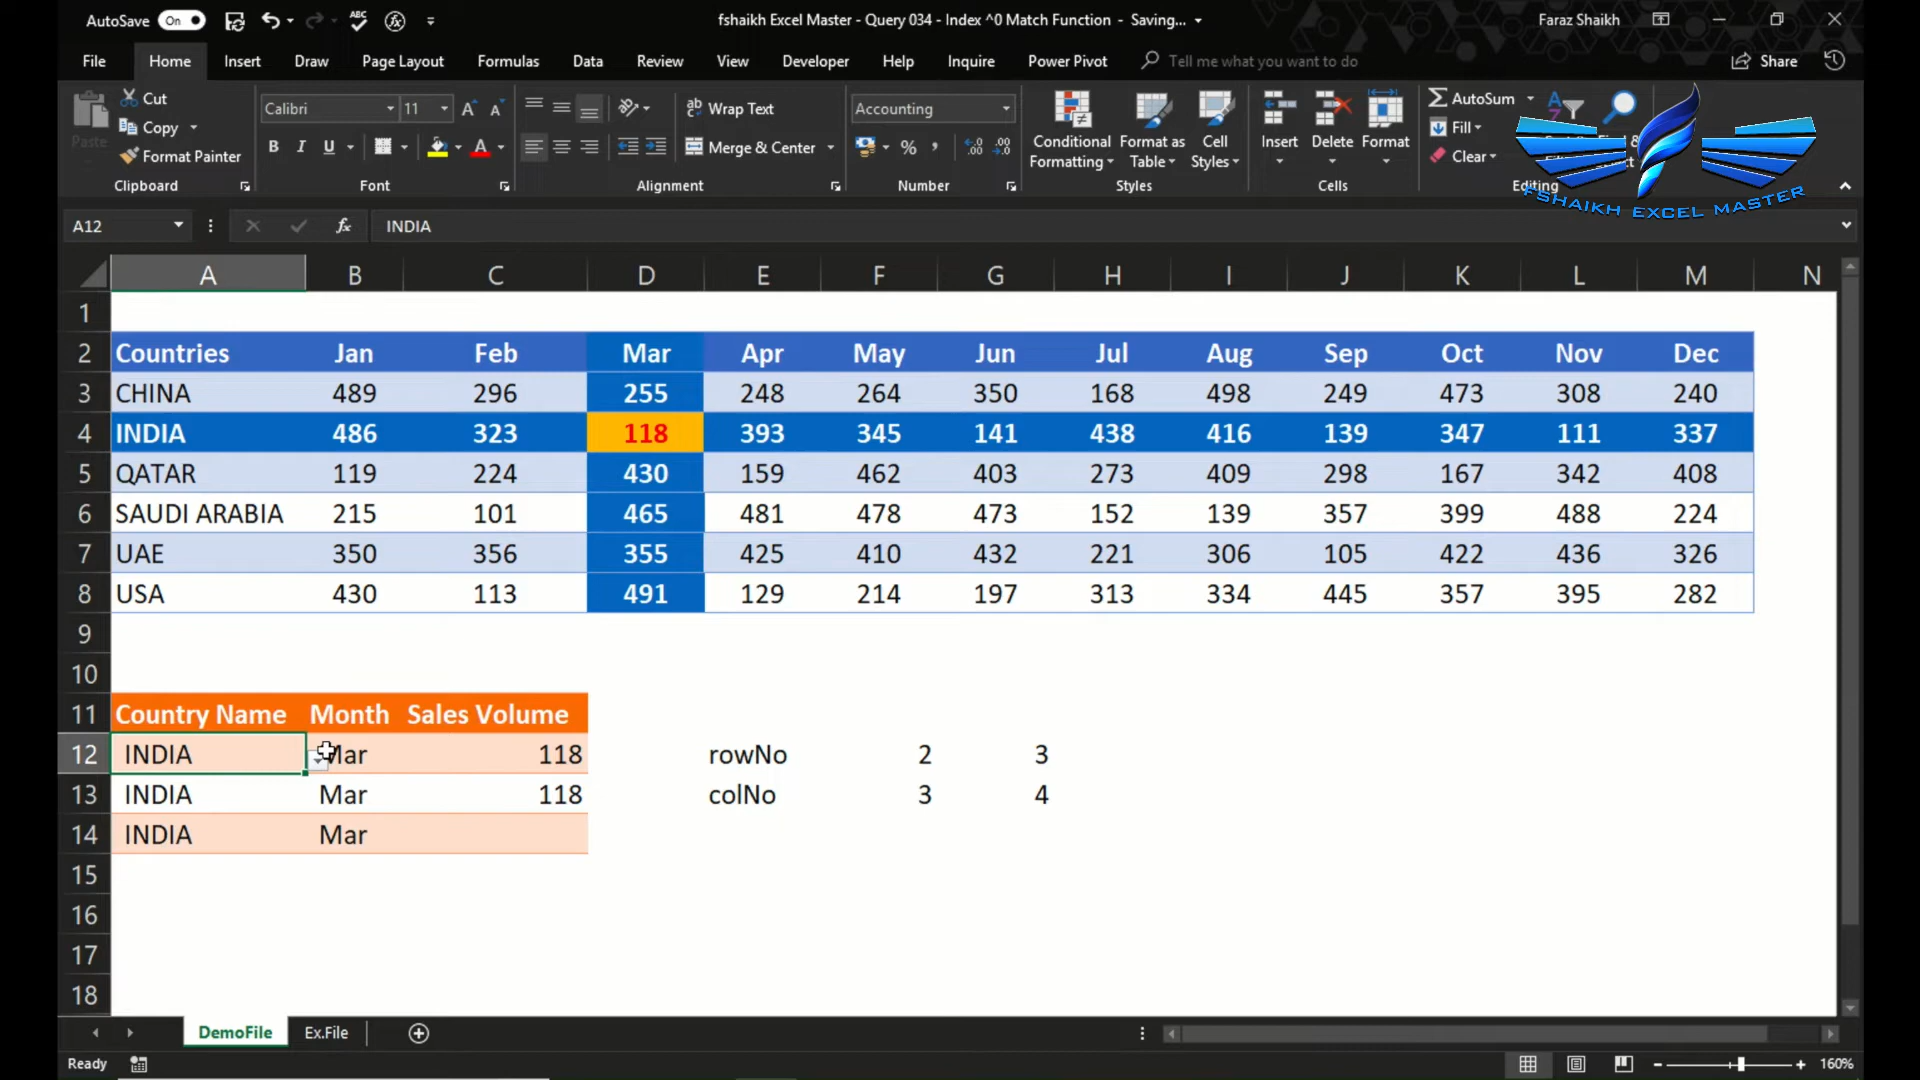 AutoSave On
fshaikh Excel Master - Query 034 - Index ^0 Match Function - Saving...
Faraz Shaikh
File Home Insert Draw Page Layout Formulas Data Review View Developer Help Inquire Power Pivot Tell me what you want to do Share
Paste
Cut
Copy
Format Painter
Clipboard
Calibri 11
B I U
Font
Wrap Text
Merge & Center
Alignment
Accounting
Number
Conditional Formatting
Format as Table
Cell Styles
Styles
Insert Delete Format
Cells
AutoSum
Fill
Clear
Editing
FSHAIKH EXCEL MASTER
A12 fx INDIA
A B C D E F G H I J K L M N
1
2 Countries Jan Feb Mar Apr May Jun Jul Aug Sep Oct Nov Dec
3 CHINA 489 296 255 248 264 350 168 498 249 473 308 240
4 INDIA 486 323 118 393 345 141 438 416 139 347 111 337
5 QATAR 119 224 430 159 462 403 273 409 298 167 342 408
6 SAUDI ARABIA 215 101 465 481 478 473 152 139 357 399 488 224
7 UAE 350 356 355 425 410 432 221 306 105 422 436 326
8 USA 430 113 491 129 214 197 313 334 445 357 395 282
9
10
11 Country Name Month Sales Volume
12 INDIA Mar 118 rowNo 2 3
13 INDIA Mar 118 colNo 3 4
14 INDIA Mar
15
16
17
18
DemoFile Ex.File
Ready 160%